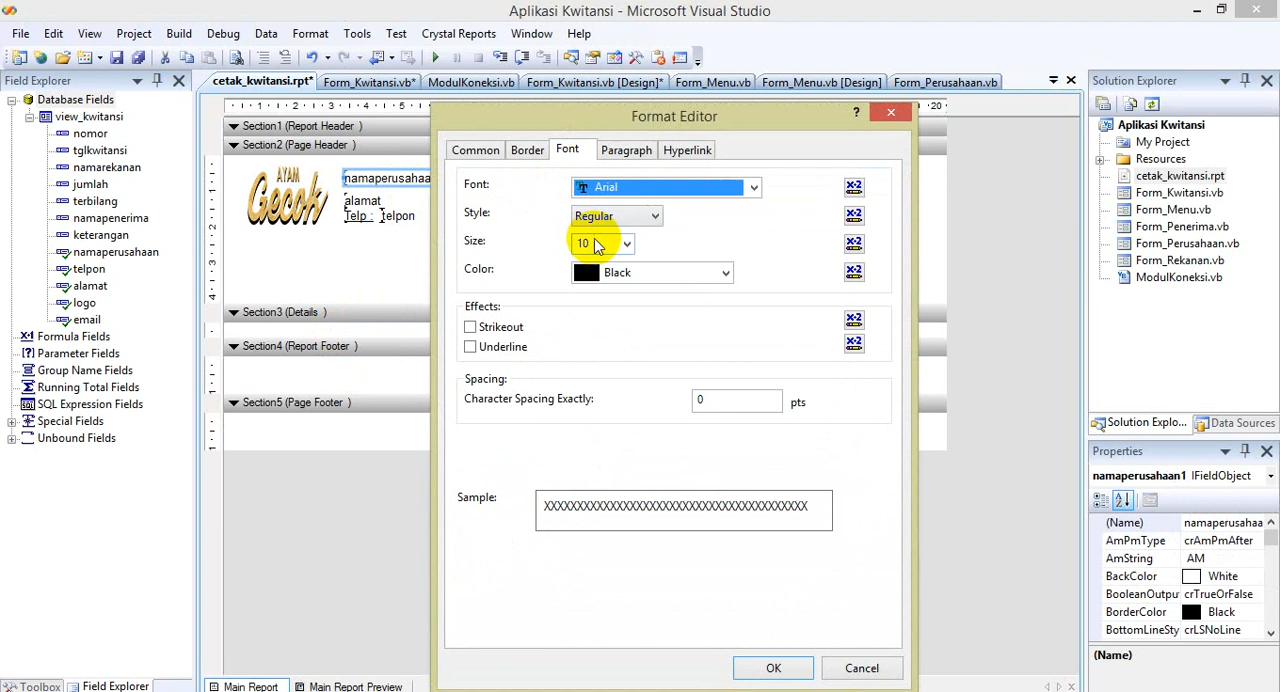 Aplikasi Kwitansi - Microsoft Visual Studio
File Edit View Project Build Debug Data Format Tools Test Crystal Reports Window Help
Field Explorer
cetak_kwitansi.rpt* Form_Kwitansi.vb* ModulKoneksi.vb Form_Kwitansi.vb [Design]* Form_Menu.vb Form_Menu.vb [Design] Form_Perusahaan.vb
Solution Explorer
Database Fields
view_kwitansi
nomor
tglkwitansi
namarekanan
jumlah
terbilang
namapenerima
keterangan
namaperusahaan
telpon
alamat
logo
email
Formula Fields
Parameter Fields
Group Name Fields
Running Total Fields
SQL Expression Fields
Special Fields
Unbound Fields
Toolbox Field Explorer
Section1 (Report Header )
Section2 (Page Header )
AYAM
Gecok
namaperusahaa
alamat
Telp : telpon
Section3 (Details )
Section4 (Report Footer )
Section5 (Page Footer )
Main Report Main Report Preview
Format Editor
Common Border Font Paragraph Hyperlink
Font: Arial
Style: Regular
Size: 10
Color: Black
Effects:
Strikeout
Underline
Spacing:
Character Spacing Exactly: 0 pts
Sample: XXXXXXXXXXXXXXXXXXXXXXXXXXXXXXXXXXXXXXXX
OK Cancel
Aplikasi Kwitansi
My Project
Resources
cetak_kwitansi.rpt
Form_Kwitansi.vb
Form_Menu.vb
Form_Penerima.vb
Form_Perusahaan.vb
Form_Rekanan.vb
ModulKoneksi.vb
Solution Explo... Data Sources
Properties
namaperusahaan1 IFieldObject
(Name) namaperusahaa
AmPmType crAmPmAfter
AmString AM
BackColor White
BooleanOutpu crTrueOrFalse
BorderColor Black
BottomLineSty crLSNoLine
(Name)